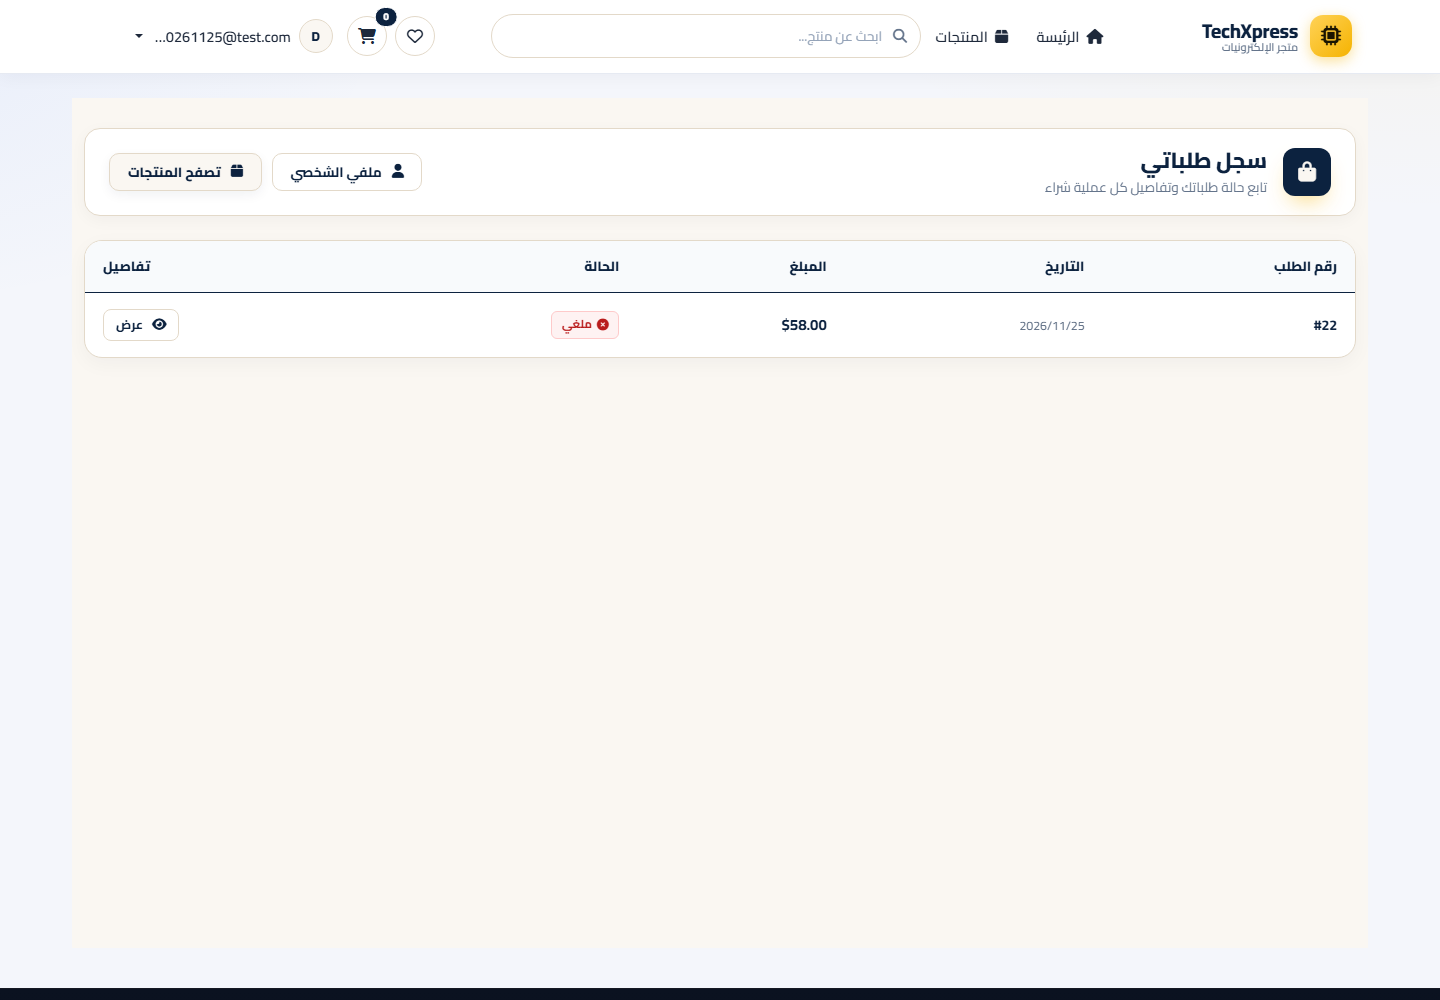 TechXpress
متجر الإلكترونيات
الرئيسة
المنتجات
ابحث عن منتج...
0
D
0261125@test.com...
سجل طلباتي
تابع حالة طلباتك وتفاصيل كل عملية شراء
ملفي الشخصي
تصفح المنتجات
رقم الطلب التاريخ المبلغ الحالة تفاصيل
#22 2026/11/25 $58.00 ملغي عرض